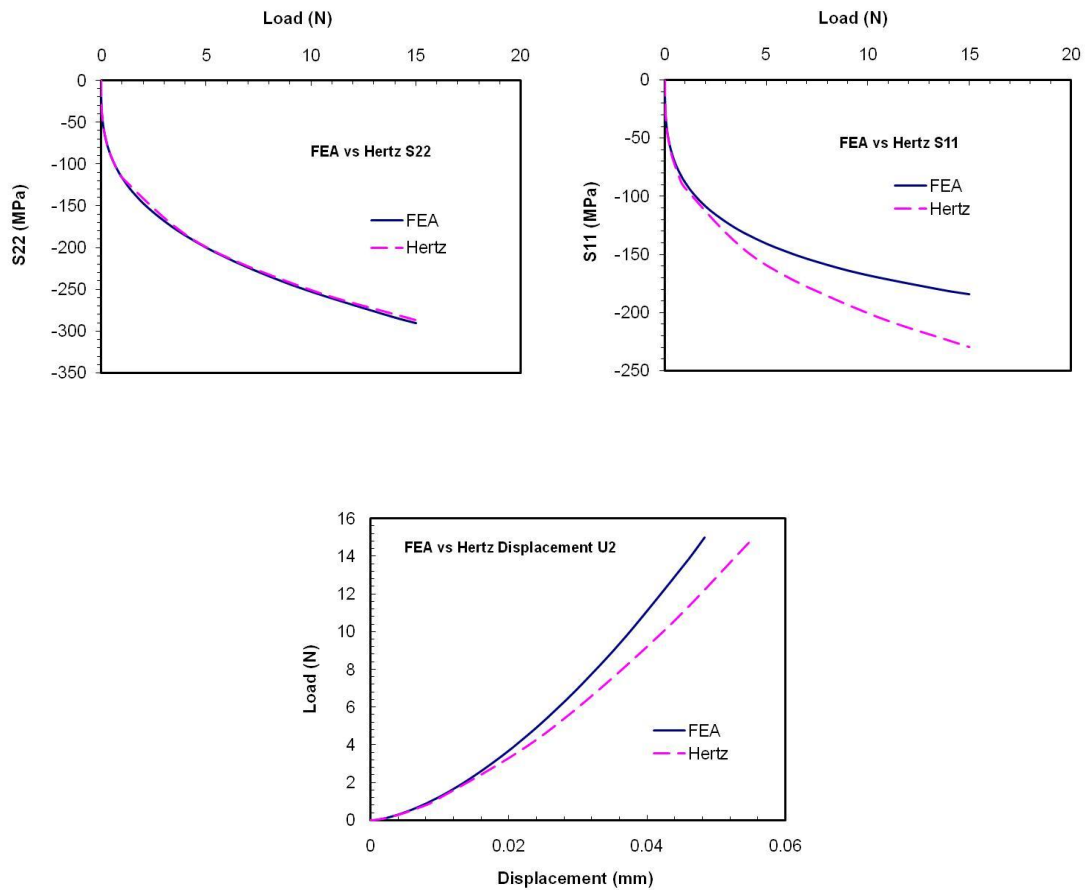 Load (N)
0 5 10 15 20
0
-50
-100
-150
-200
-250
-300
-350
S22 (MPa)
FEA vs Hertz S22
FEA
Hertz
Load (N)
0 5 10 15 20
0
-50
-100
-150
-200
-250
S11 (MPa)
FEA vs Hertz S11
FEA
Hertz
16
14
12
10
8
6
4
2
0
Load (N)
FEA vs Hertz Displacement U2
FEA
Hertz
0 0.02 0.04 0.06
Displacement (mm)